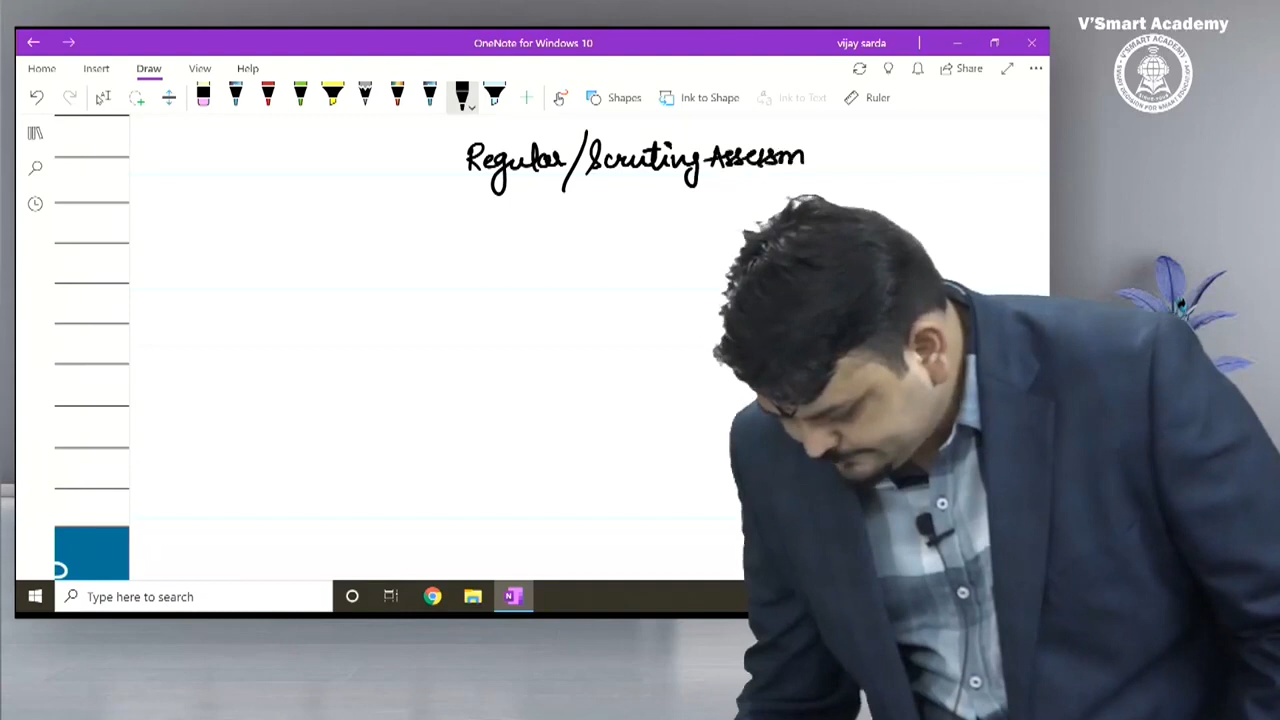 V'Smart Academy
OneNote for Windows 10
vijay sarda
Home Insert Draw View Help
Share
Shapes Ink to Shape Ink to Text Ruler
Regular/Scruting Assessm
Type here to search